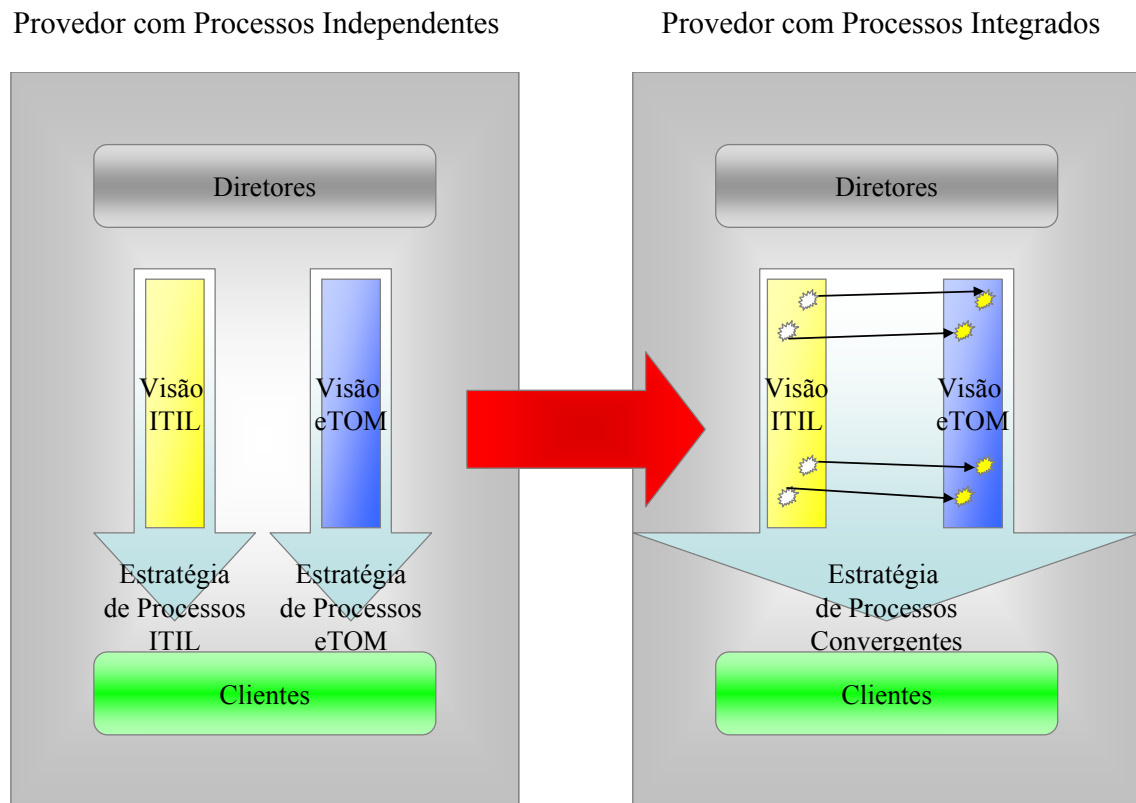 Provedor com Processos Independentes
Provedor com Processos Integrados
Diretores
Visão
ITIL
Visão
eTOM
Estratégia
de Processos
ITIL
Estratégia
de Processos
eTOM
Clientes
Diretores
Visão
ITIL
Visão
eTOM
Estratégia
de Processos
Convergentes
Clientes